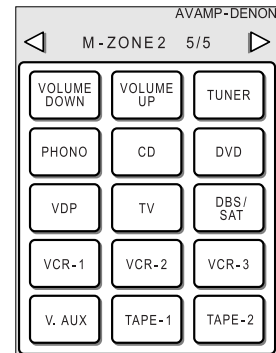 AVAMP-DENON
M-ZONE2 5/5
VOLUME DOWN
VOLUME UP
TUNER
PHONO
CD
DVD
VDP
TV
DBS/
SAT
VCR-1
VCR-2
VCR-3
V. AUX
TAPE-1
TAPE-2